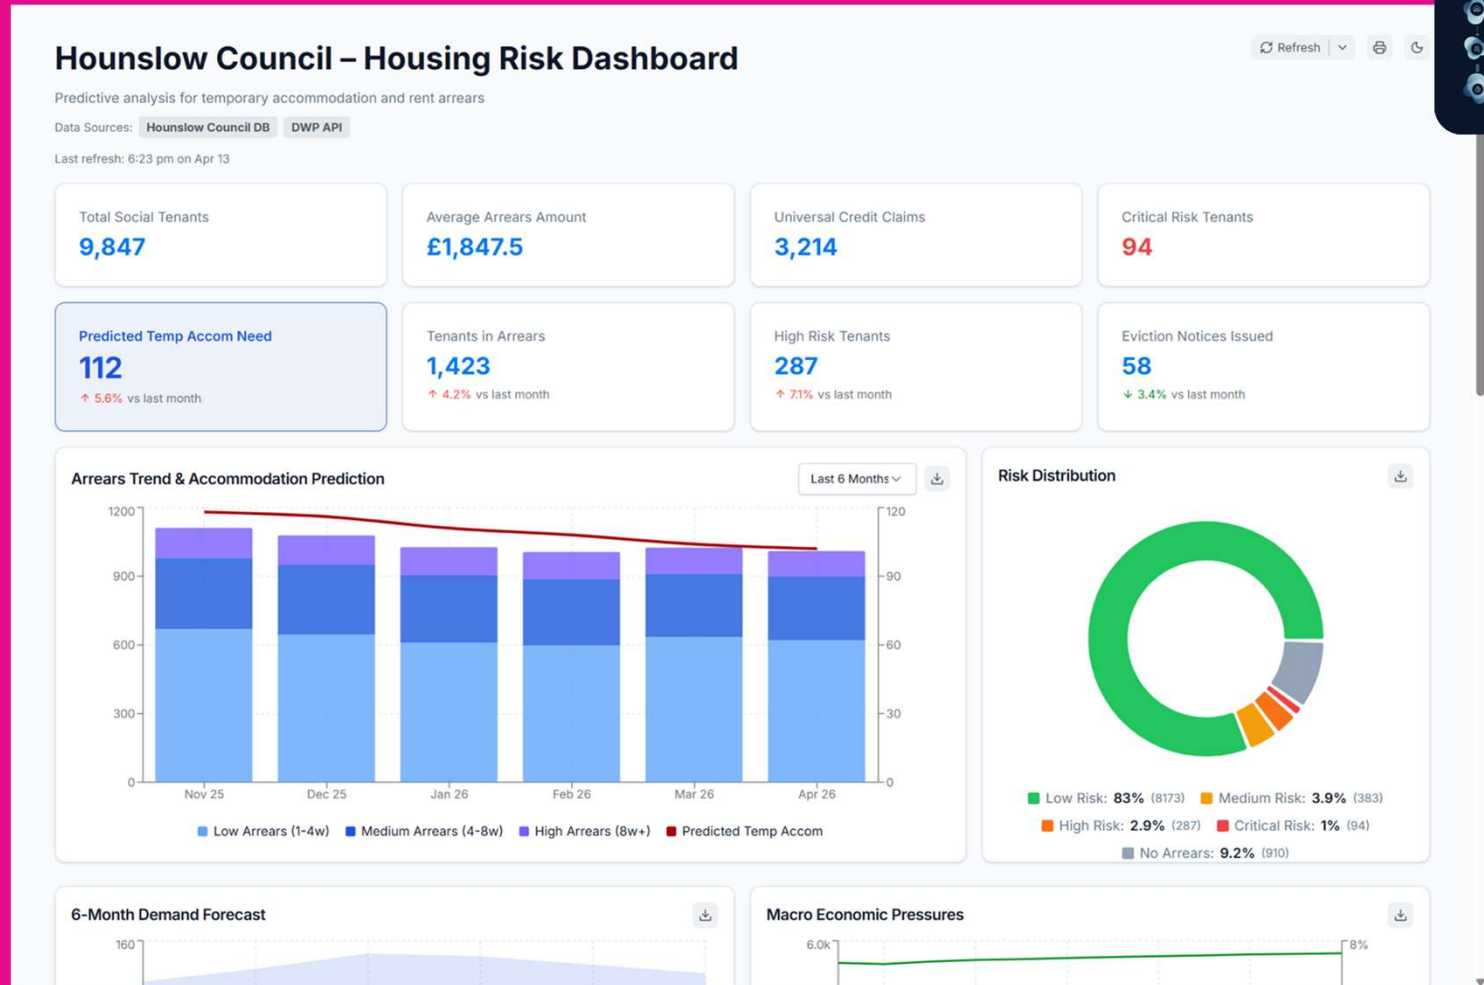 Hounslow Council – Housing Risk Dashboard
Refresh
Predictive analysis for temporary accommodation and rent arrears
Data Sources: Hounslow Council DB DWP API
Last refresh: 6:23 pm on Apr 13
Total Social Tenants
9,847
Average Arrears Amount
£1,847.5
Universal Credit Claims
3,214
Critical Risk Tenants
94
Predicted Temp Accom Need
112
↑ 5.6% vs last month
Tenants in Arrears
1,423
↑ 4.2% vs last month
High Risk Tenants
287
↑ 7.1% vs last month
Eviction Notices Issued
58
↓ 3.4% vs last month
Arrears Trend & Accommodation Prediction
Last 6 Months
1200
900
600
300
0
120
90
60
30
0
Nov 25 Dec 25 Jan 26 Feb 26 Mar 26 Apr 26
Low Arrears (1-4w) Medium Arrears (4-8w) High Arrears (8w+) Predicted Temp Accom
Risk Distribution
Low Risk: 83% (8173) Medium Risk: 3.9% (383)
High Risk: 2.9% (287) Critical Risk: 1% (94)
No Arrears: 9.2% (910)
6-Month Demand Forecast
160
Macro Economic Pressures
6.0k
8%